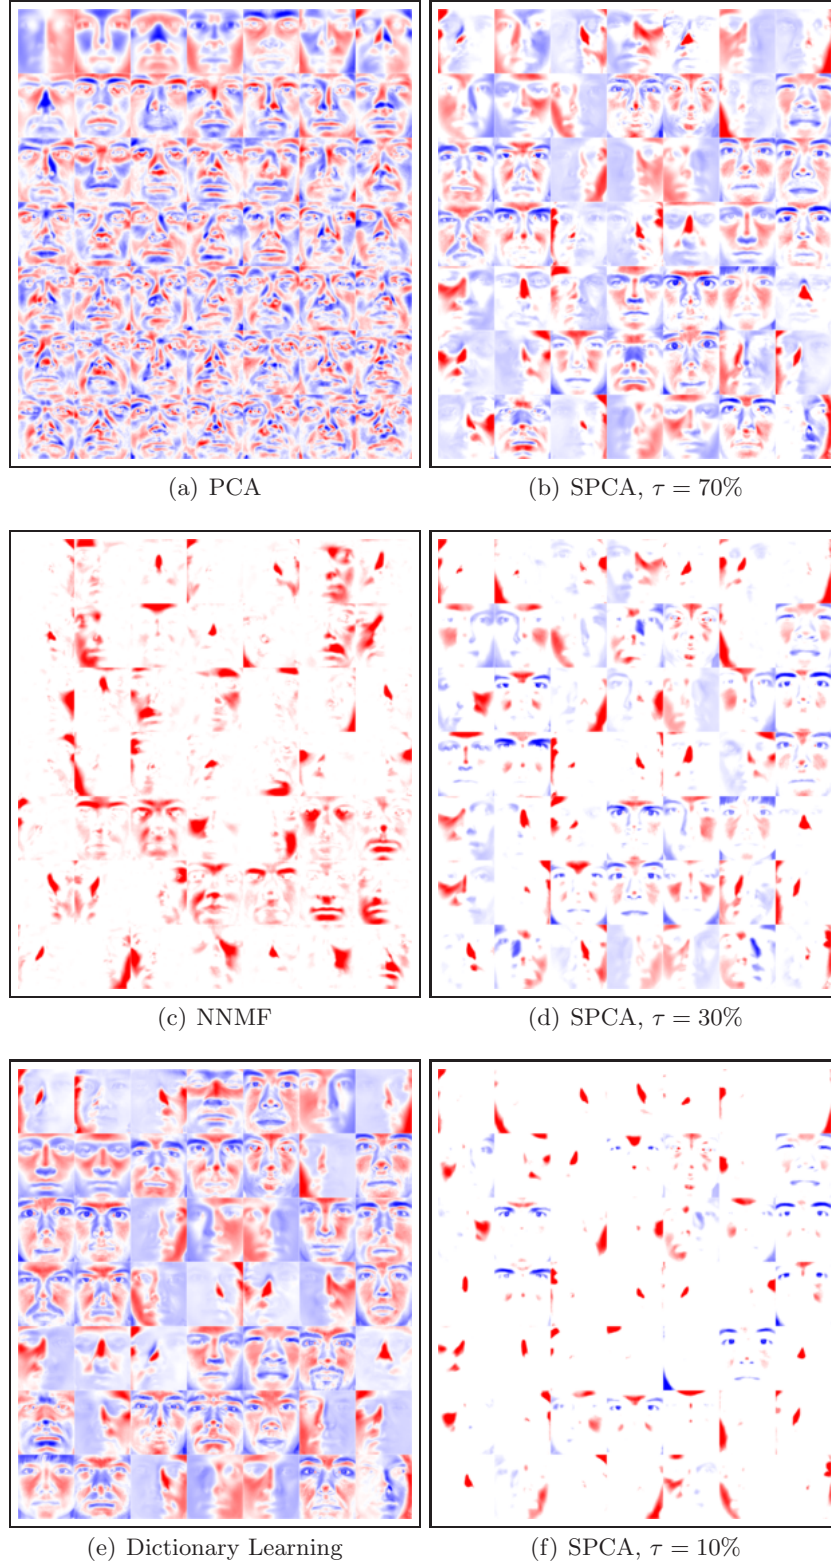 (a) PCA
(b) SPCA, τ = 70%
(c) NNMF
(d) SPCA, τ = 30%
(e) Dictionary Learning
(f) SPCA, τ = 10%